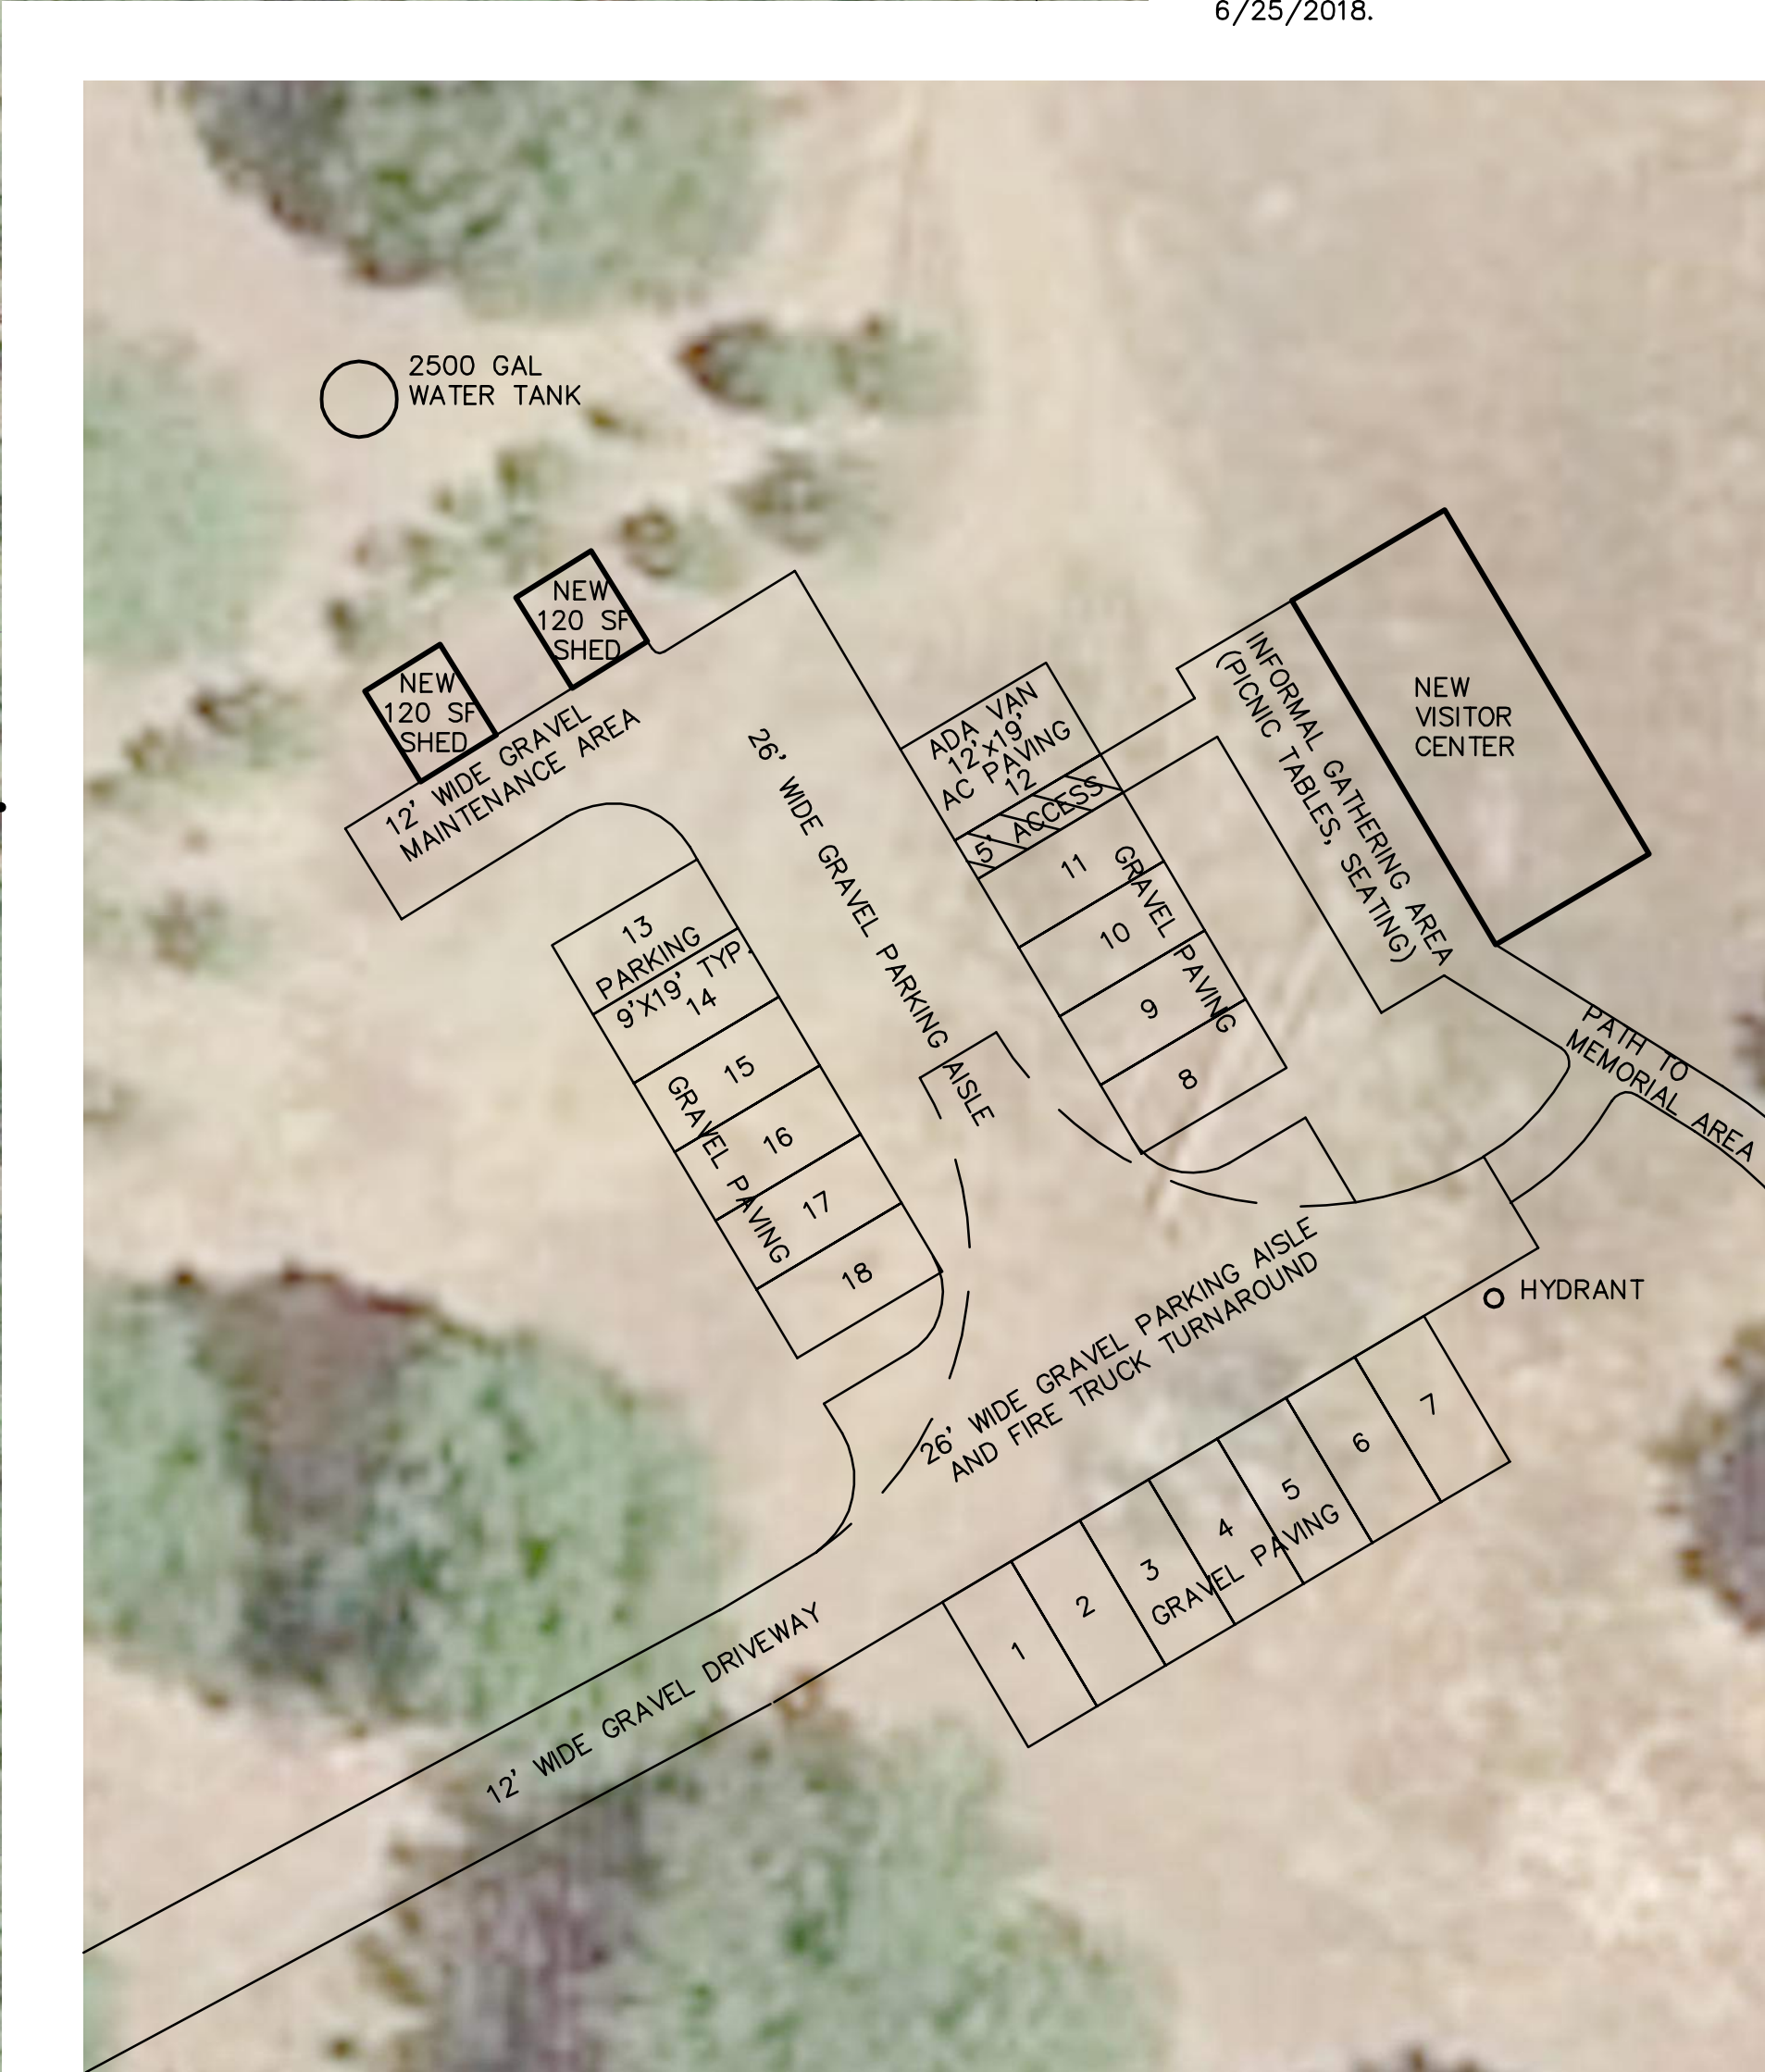 6/25/2018.
2500 GAL
WATER TANK
NEW
120 SF
SHED
NEW
120 SF
SHED
12' WIDE GRAVEL
MAINTENANCE AREA
26' WIDE GRAVEL PARKING AISLE
ADA VAN
12'x19'
AC PAVING
12
5' ACCESS
11
10
9
8
GRAVEL PAVING
INFORMAL GATHERING AREA
(PICNIC TABLES, SEATING)
NEW
VISITOR
CENTER
PATH TO
MEMORIAL AREA
13
PARKING
9'X19' TYP.
14
15
16
17
18
GRAVEL PAVING
HYDRANT
26' WIDE GRAVEL PARKING AISLE
AND FIRE TRUCK TURNAROUND
7
6
5
4
3
2
1
GRAVEL PAVING
12' WIDE GRAVEL DRIVEWAY